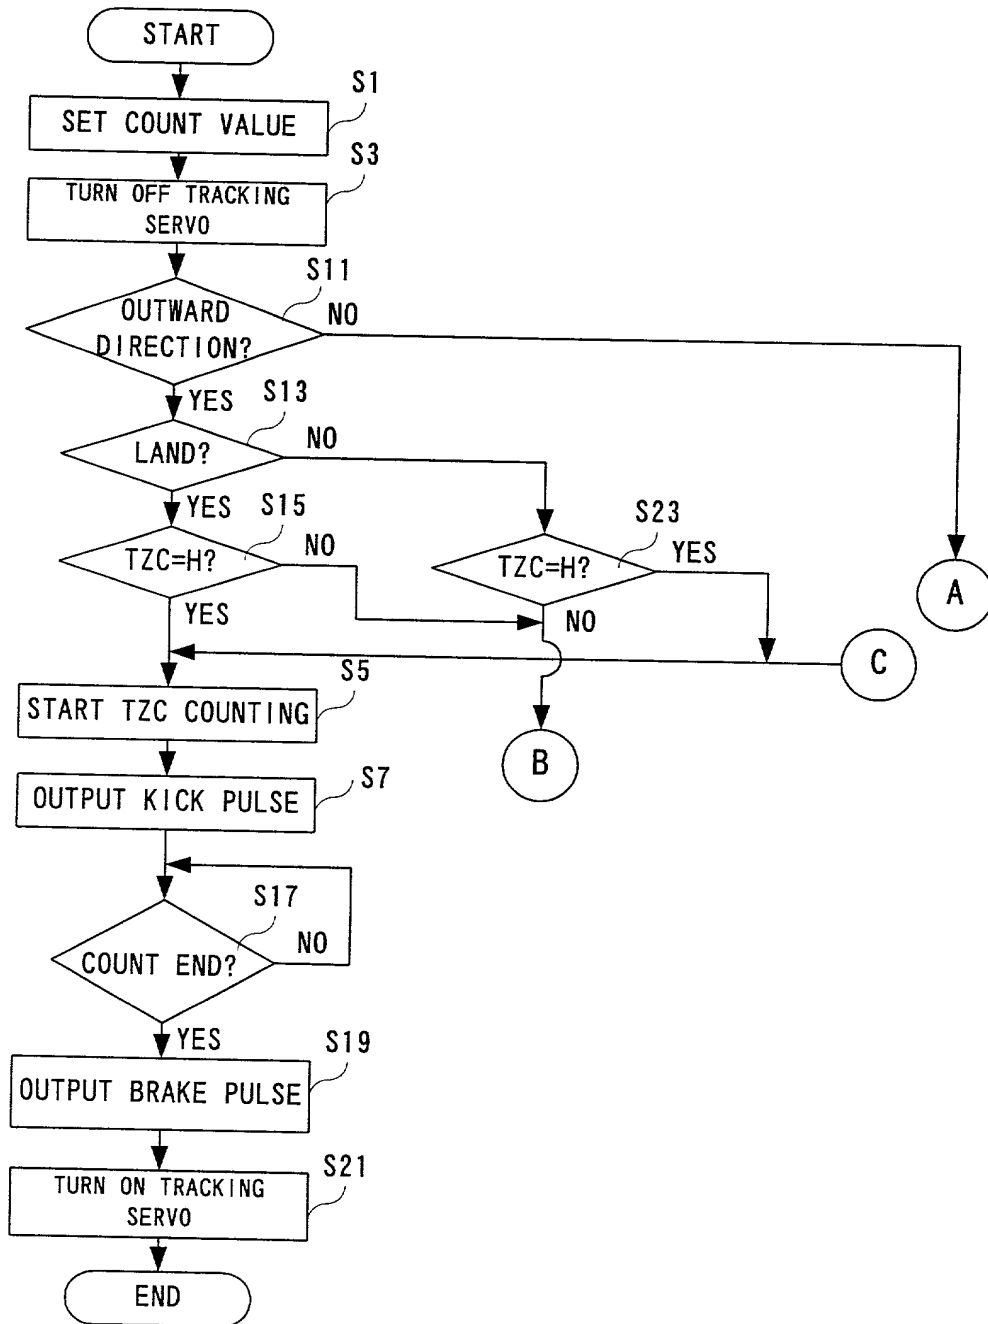 START
S1
SET COUNT VALUE
S3
TURN OFF TRACKING
SERVO
S11
OUTWARD
DIRECTION?
NO
YES
S13
LAND?
NO
YES
S15
TZC=H?
NO
YES
S23
TZC=H?
YES
NO
A
C
B
S5
START TZC COUNTING
S7
OUTPUT KICK PULSE
S17
COUNT END?
NO
YES
S19
OUTPUT BRAKE PULSE
S21
TURN ON TRACKING
SERVO
END